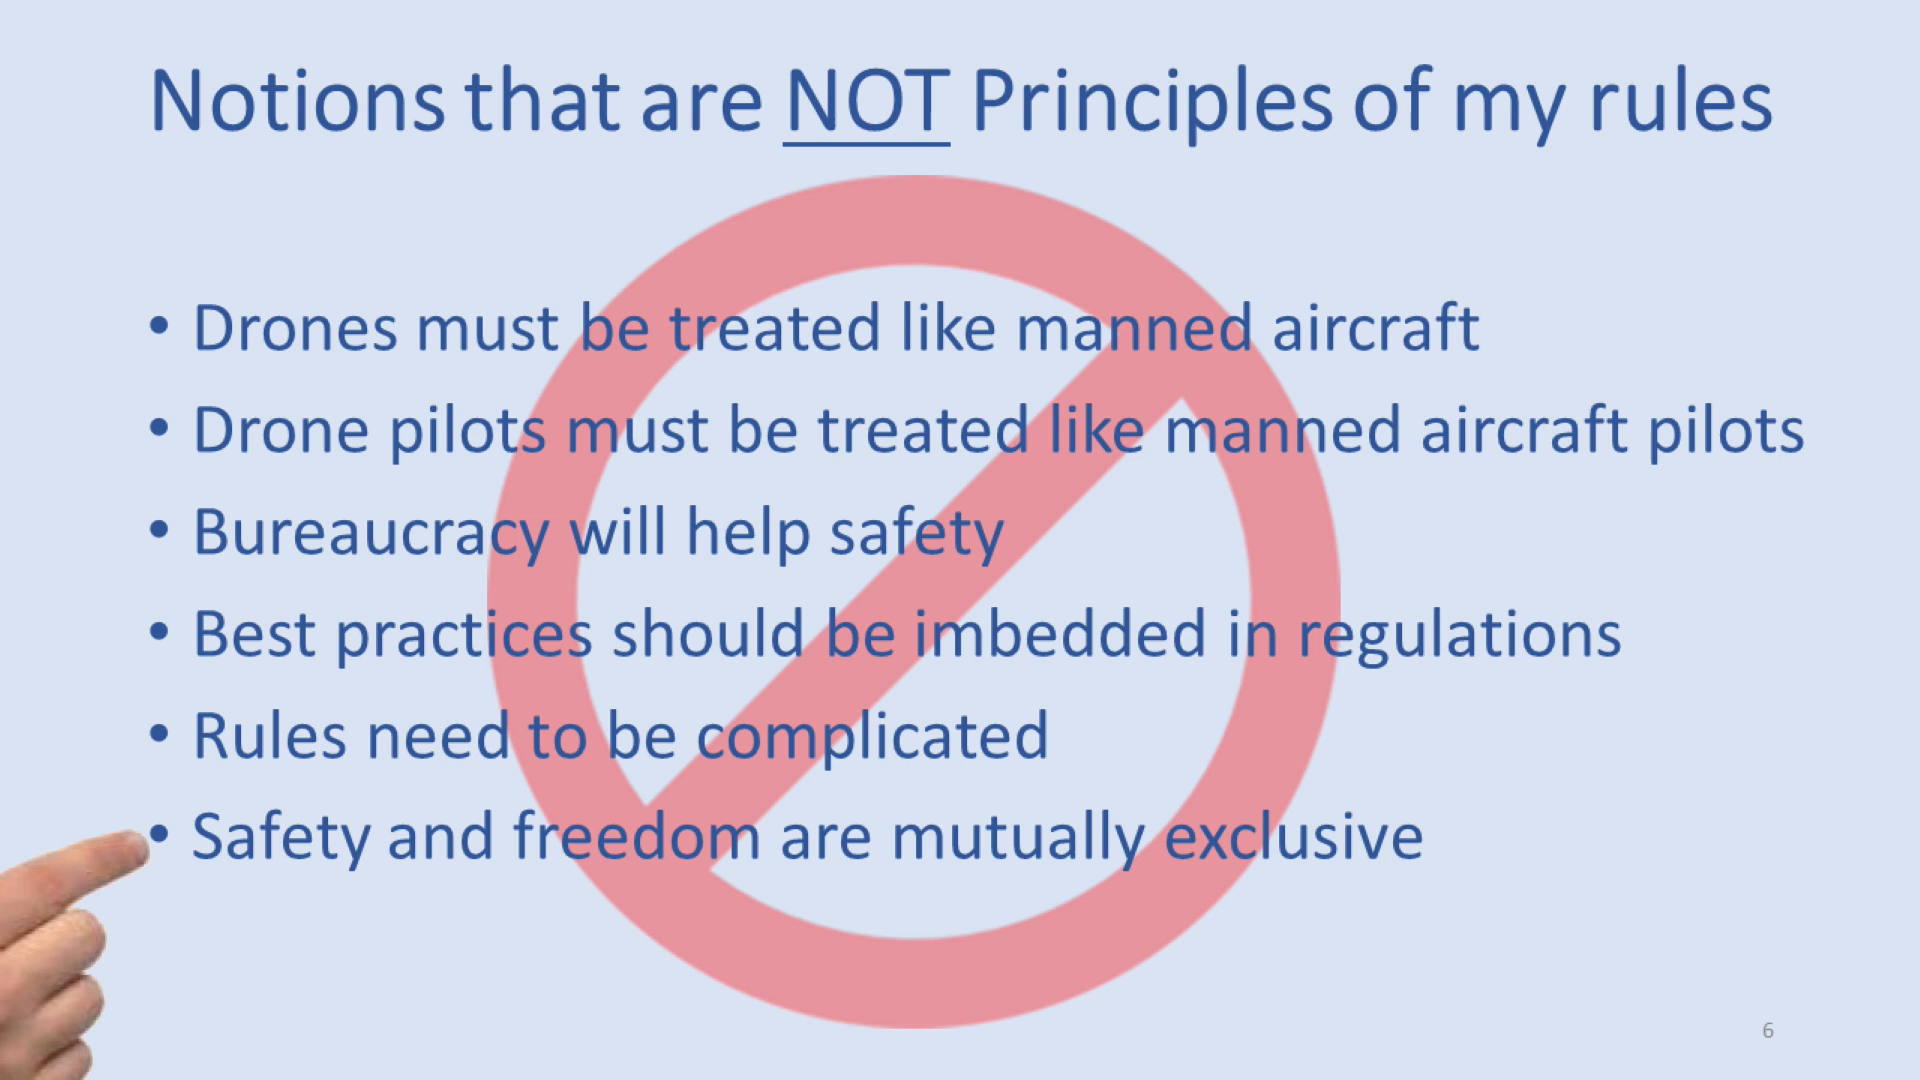 Notions that are NOT Principles of my rules
• Drones must be treated like manned aircraft
• Drone pilots must be treated like manned aircraft pilots
• Bureaucracy will help safety
• Best practices should be imbedded in regulations
• Rules need to be complicated
• Safety and freedom are mutually exclusive
6